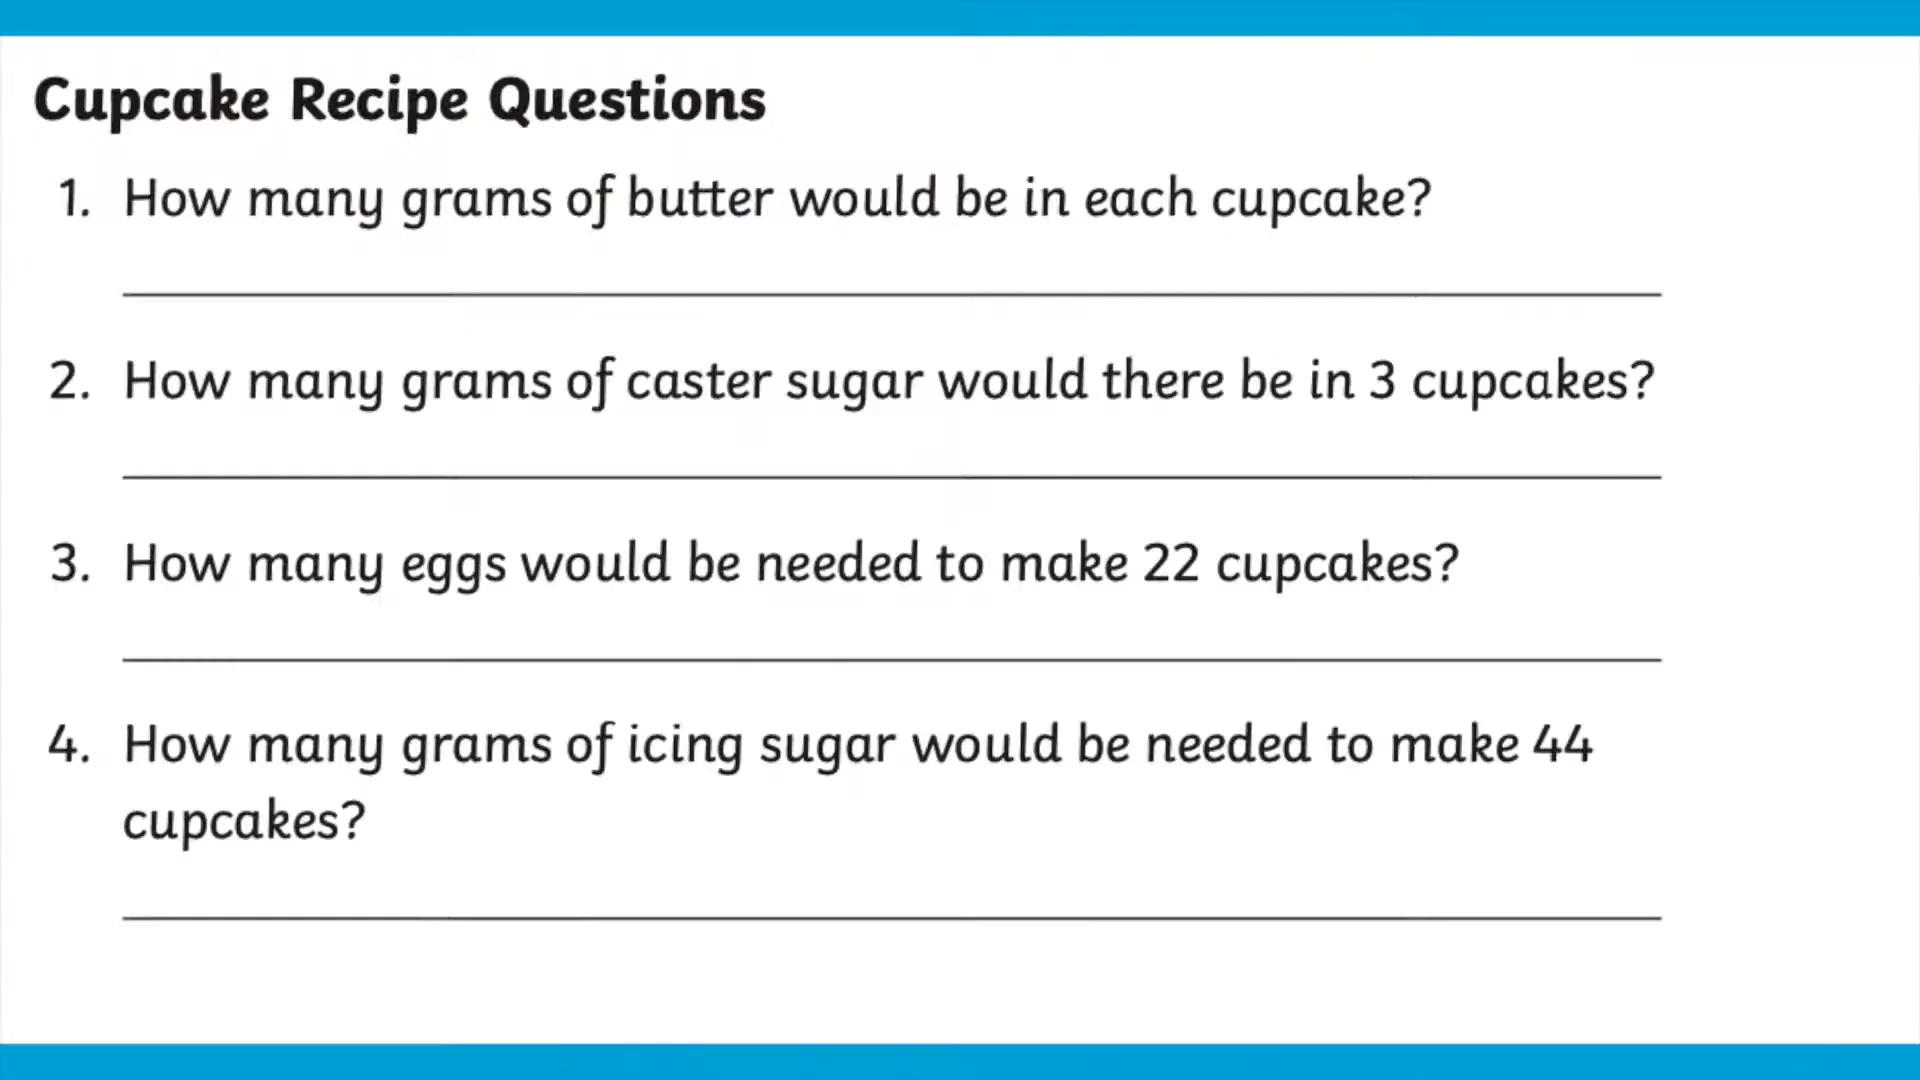 Cupcake Recipe Questions
1. How many grams of butter would be in each cupcake?
2. How many grams of caster sugar would there be in 3 cupcakes?
3. How many eggs would be needed to make 22 cupcakes?
4. How many grams of icing sugar would be needed to make 44
cupcakes?